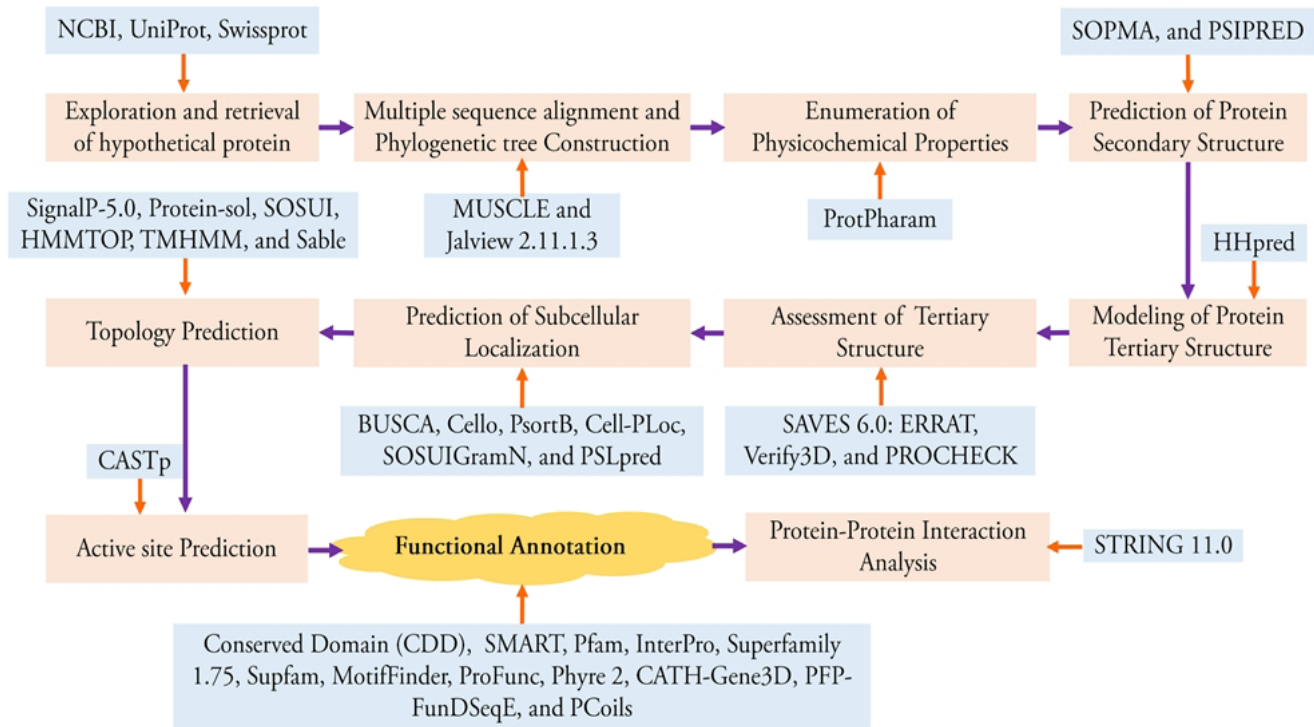 NCBI, UniProt, Swissprot
SOPMA, and PSIPRED
Exploration and retrieval
of hypothetical protein
Multiple sequence alignment and
Phylogenetic tree Construction
Enumeration of
Physicochemical Properties
Prediction of Protein
Secondary Structure
SignalP-5.0, Protein-sol, SOSUI,
HMMTOP, TMHMM, and Sable
MUSCLE and
Jalview 2.11.1.3
ProtPharam
HHpred
Topology Prediction
Prediction of Subcellular
Localization
Assessment of Tertiary
Structure
Modeling of Protein
Tertiary Structure
BUSCA, Cello, PsortB, Cell-PLoc,
SOSUIGramN, and PSLpred
SAVES 6.0: ERRAT,
Verify3D, and PROCHECK
CASTp
Active site Prediction
Functional Annotation
Protein-Protein Interaction
Analysis
STRING 11.0
Conserved Domain (CDD), SMART, Pfam, InterPro, Superfamily
1.75, Supfam, MotifFinder, ProFunc, Phyre 2, CATH-Gene3D, PFP-
FunDSeqE, and PCoils